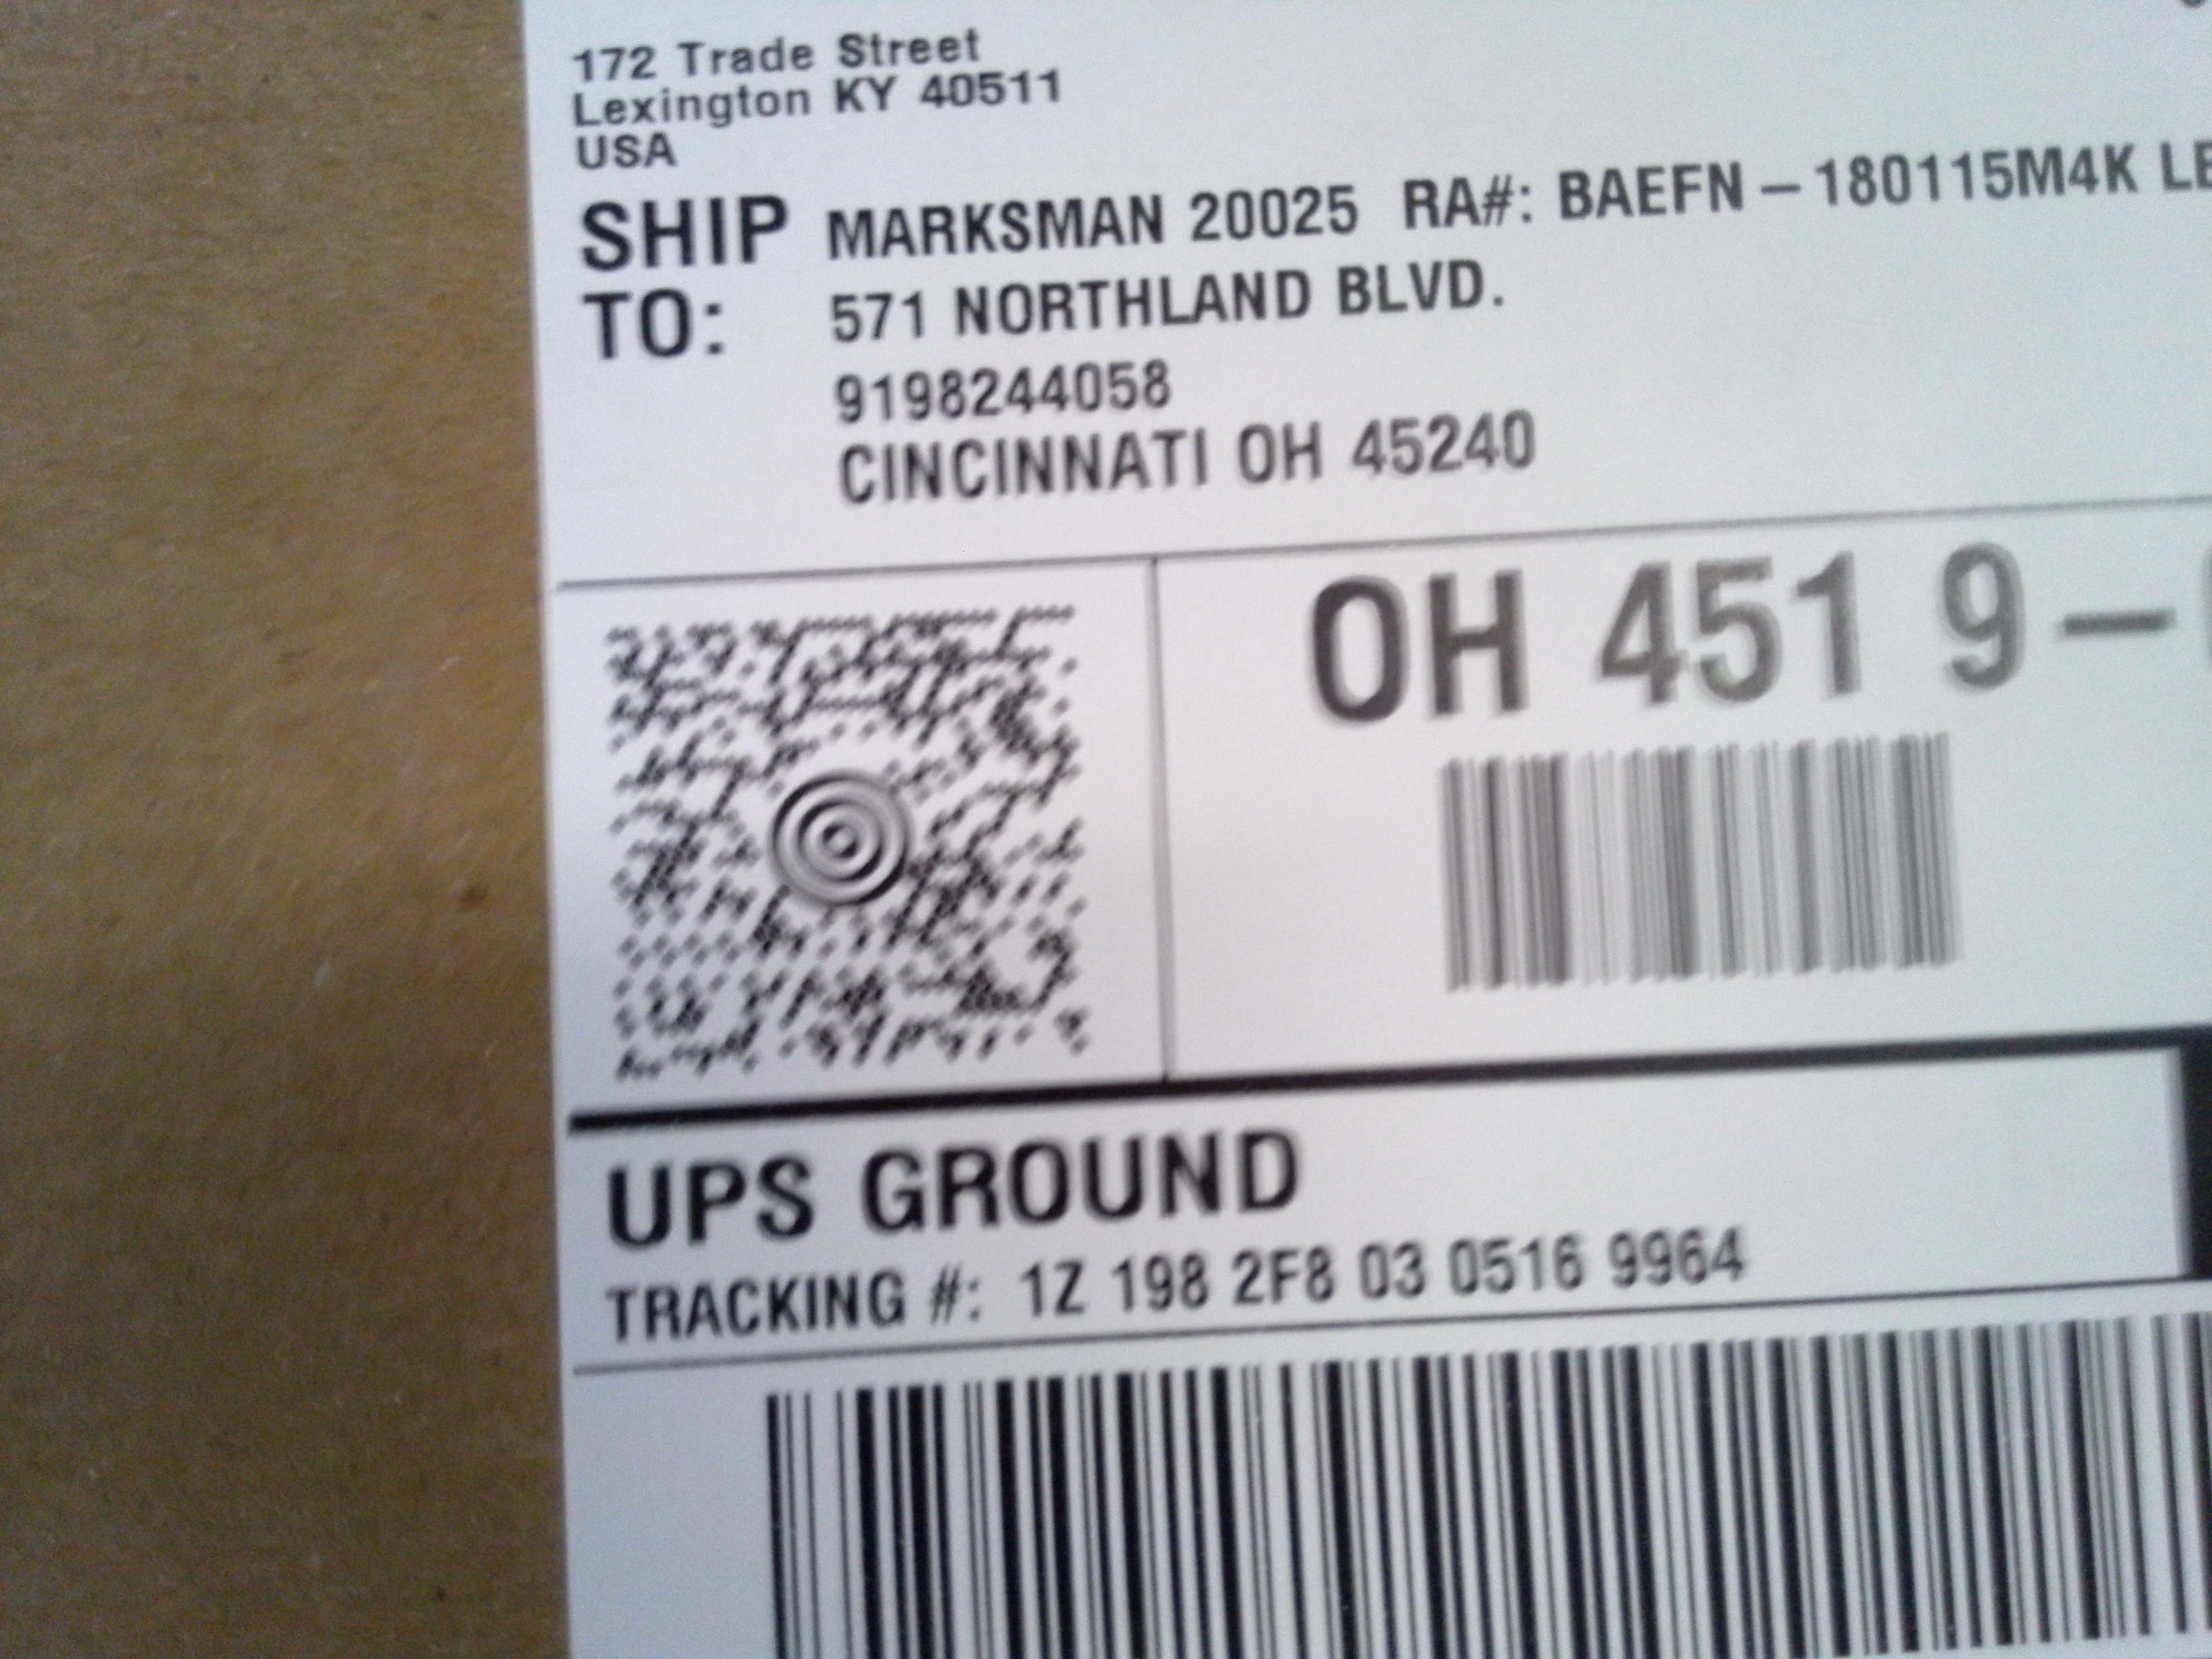 172 Trade Street
Lexington KY 40511
USA
SHIP TO: MARKSMAN 20025 RA#: BAEFN-180115M4K LE
571 NORTHLAND BLVD.
9198244058
CINCINNATI OH 45240
OH 451 9-
UPS GROUND
TRACKING #: 1Z 198 2F8 03 0516 9964